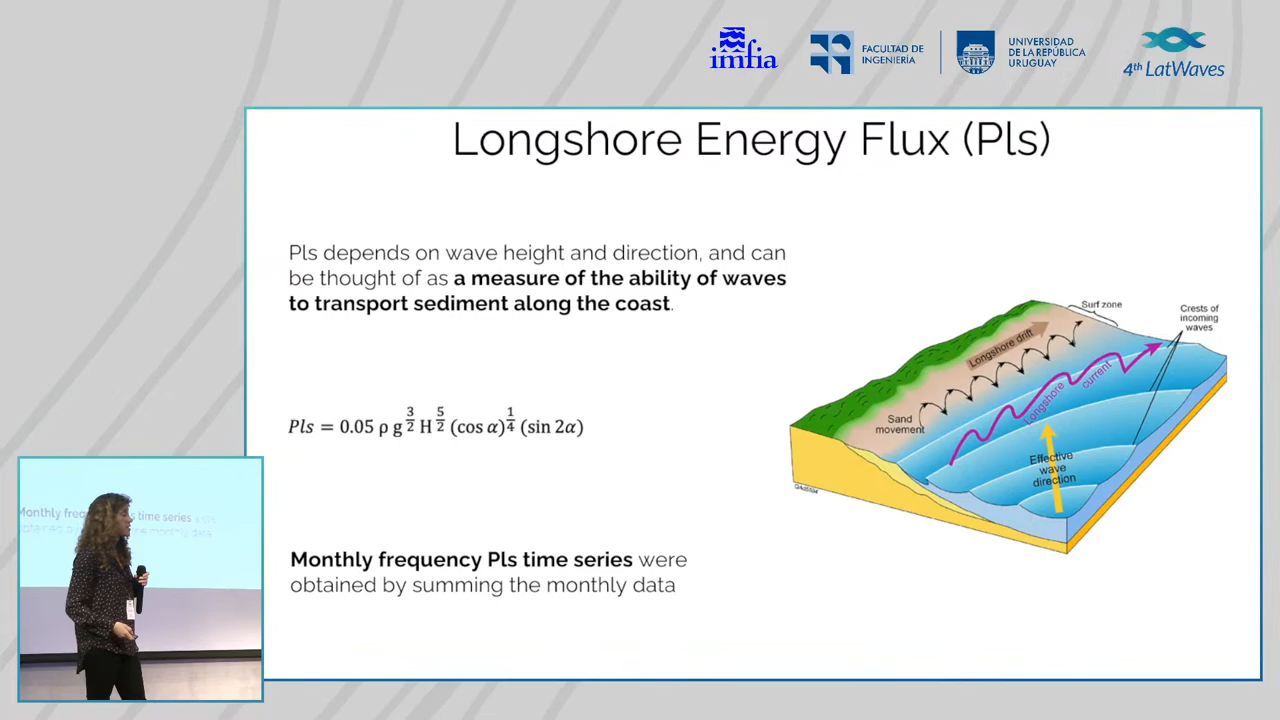 imfia
FACULTAD DE
INGENIERÍA
UNIVERSIDAD
DE LA REPÚBLICA
URUGUAY
4th LatWaves
Longshore Energy Flux (Pls)
Pls depends on wave height and direction, and can
be thought of as a measure of the ability of waves
to transport sediment along the coast.
Pls = 0.05 ρ g^(3/2) H^(5/2) (cos α)^(1/4) (sin 2α)
Monthly frequency Pls time series were
obtained by summing the monthly data
Surf zone
Crests of
incoming
waves
Longshore drift
Longshore current
Sand
movement
Effective
wave
direction
time series
monthly data